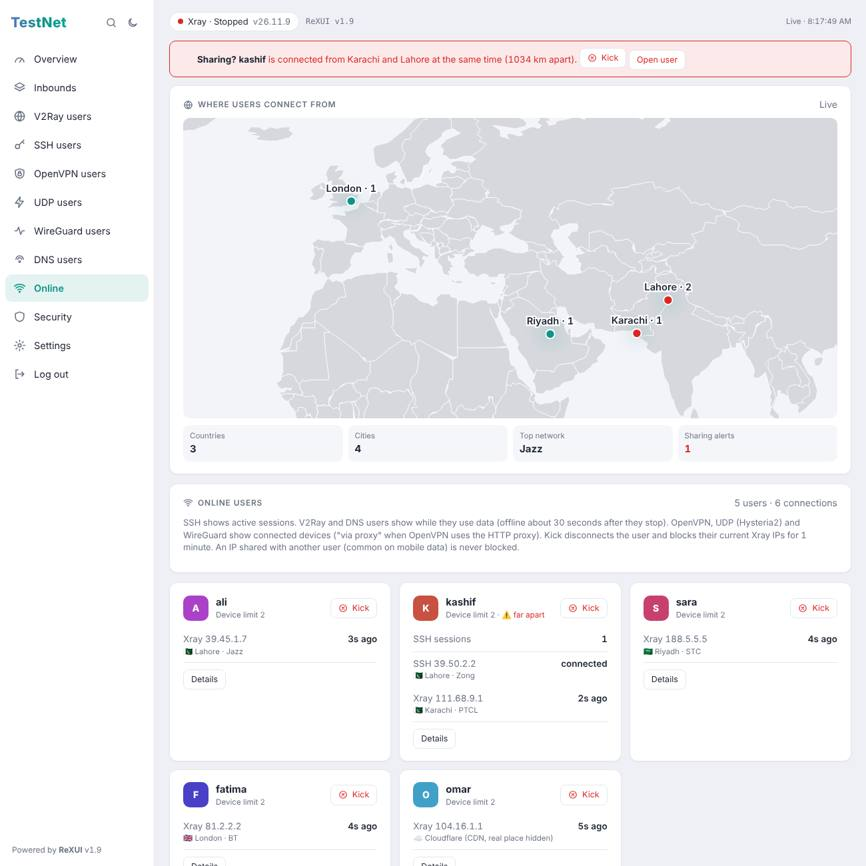 TestNet
Xray · Stopped v26.11.9
ReXUI v1.9
Live · 8:17:49 AM
Overview
Inbounds
V2Ray users
SSH users
OpenVPN users
UDP users
WireGuard users
DNS users
Online
Security
Settings
Log out
Powered by ReXUI v1.9
Sharing? kashif is connected from Karachi and Lahore at the same time (1034 km apart). Kick Open user
WHERE USERS CONNECT FROM
Live
London · 1
Lahore · 2
Riyadh · 1
Karachi · 1
Countries
3
Cities
4
Top network
Jazz
Sharing alerts
1
ONLINE USERS
5 users · 6 connections
SSH shows active sessions. V2Ray and DNS users show while they use data (offline about 30 seconds after they stop). OpenVPN, UDP (Hysteria2) and
WireGuard show connected devices ("via proxy" when OpenVPN uses the HTTP proxy). Kick disconnects the user and blocks their current Xray IPs for 1
minute. An IP shared with another user (common on mobile data) is never blocked.
A
ali
Device limit 2
Kick
Xray 39.45.1.7
3s ago
Lahore · Jazz
Details
K
kashif
Device limit 2 · ⚠️ far apart
Kick
SSH sessions
1
SSH 39.50.2.2
connected
Lahore · Zong
Xray 111.68.9.1
2s ago
Karachi · PTCL
Details
S
sara
Device limit 2
Kick
Xray 188.5.5.5
4s ago
Riyadh · STC
Details
F
fatima
Device limit 2
Kick
Xray 81.2.2.2
4s ago
London · BT
Details
O
omar
Device limit 2
Kick
Xray 104.16.1.1
5s ago
Cloudflare (CDN, real place hidden)
Details